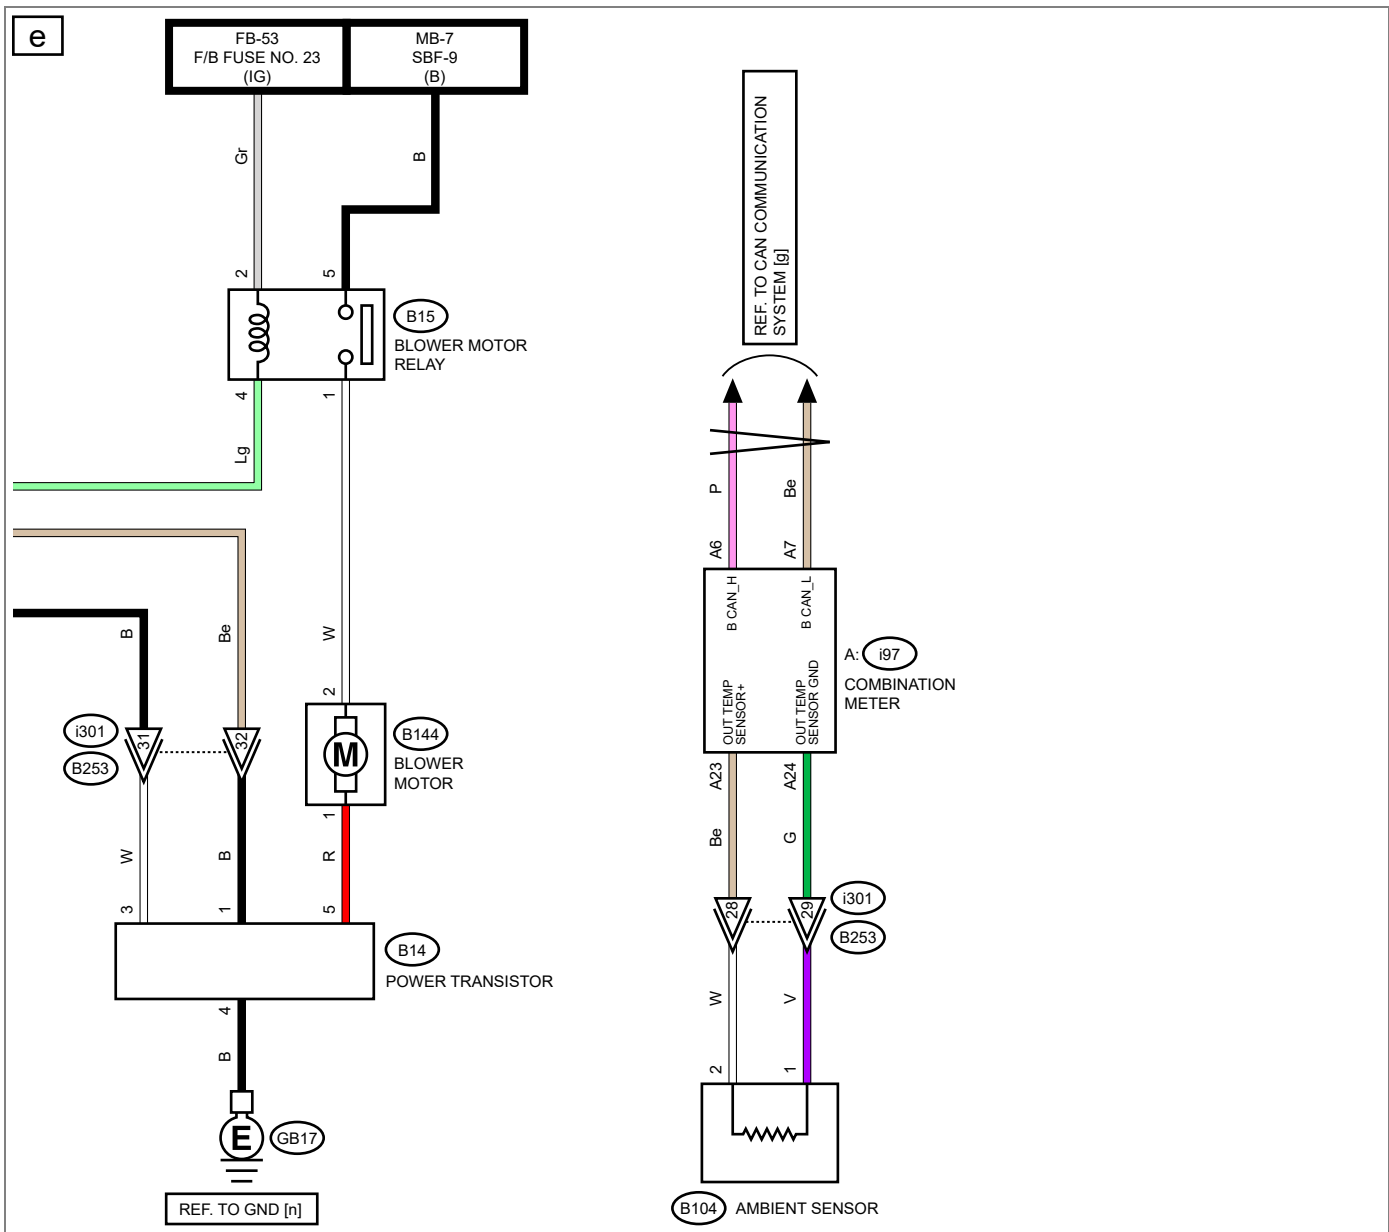 e
FB-53
F/B FUSE NO. 23
(IG)
MB-7
SBF-9
(B)
Gr
B
2
5
B15
BLOWER MOTOR
RELAY
4
1
Lg
B
Be
W
2
i301
B253
31
32
M
B144
BLOWER
MOTOR
1
W
B
R
3
1
5
B14
POWER TRANSISTOR
4
B
E
GB17
REF. TO GND [n]
REF. TO CAN COMMUNICATION
SYSTEM [g]
P
Be
A6
A7
B CAN_H
B CAN_L
A:
i97
COMBINATION
METER
OUT TEMP
SENSOR+
OUT TEMP
SENSOR GND
A23
A24
Be
G
28
29
i301
B253
W
V
2
1
B104
AMBIENT SENSOR